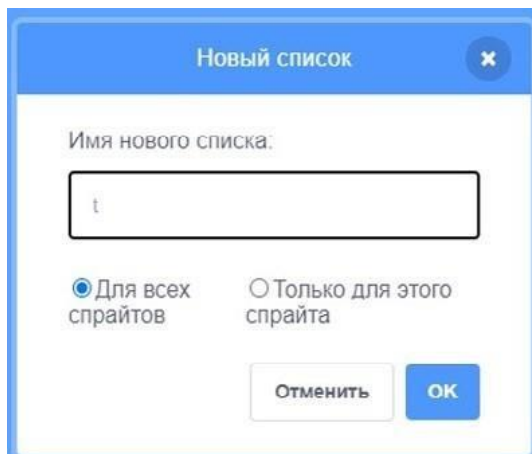 Новый список
Имя нового списка:
t
Для всех
спрайтов
Только для этого
спрайта
Отменить
OK